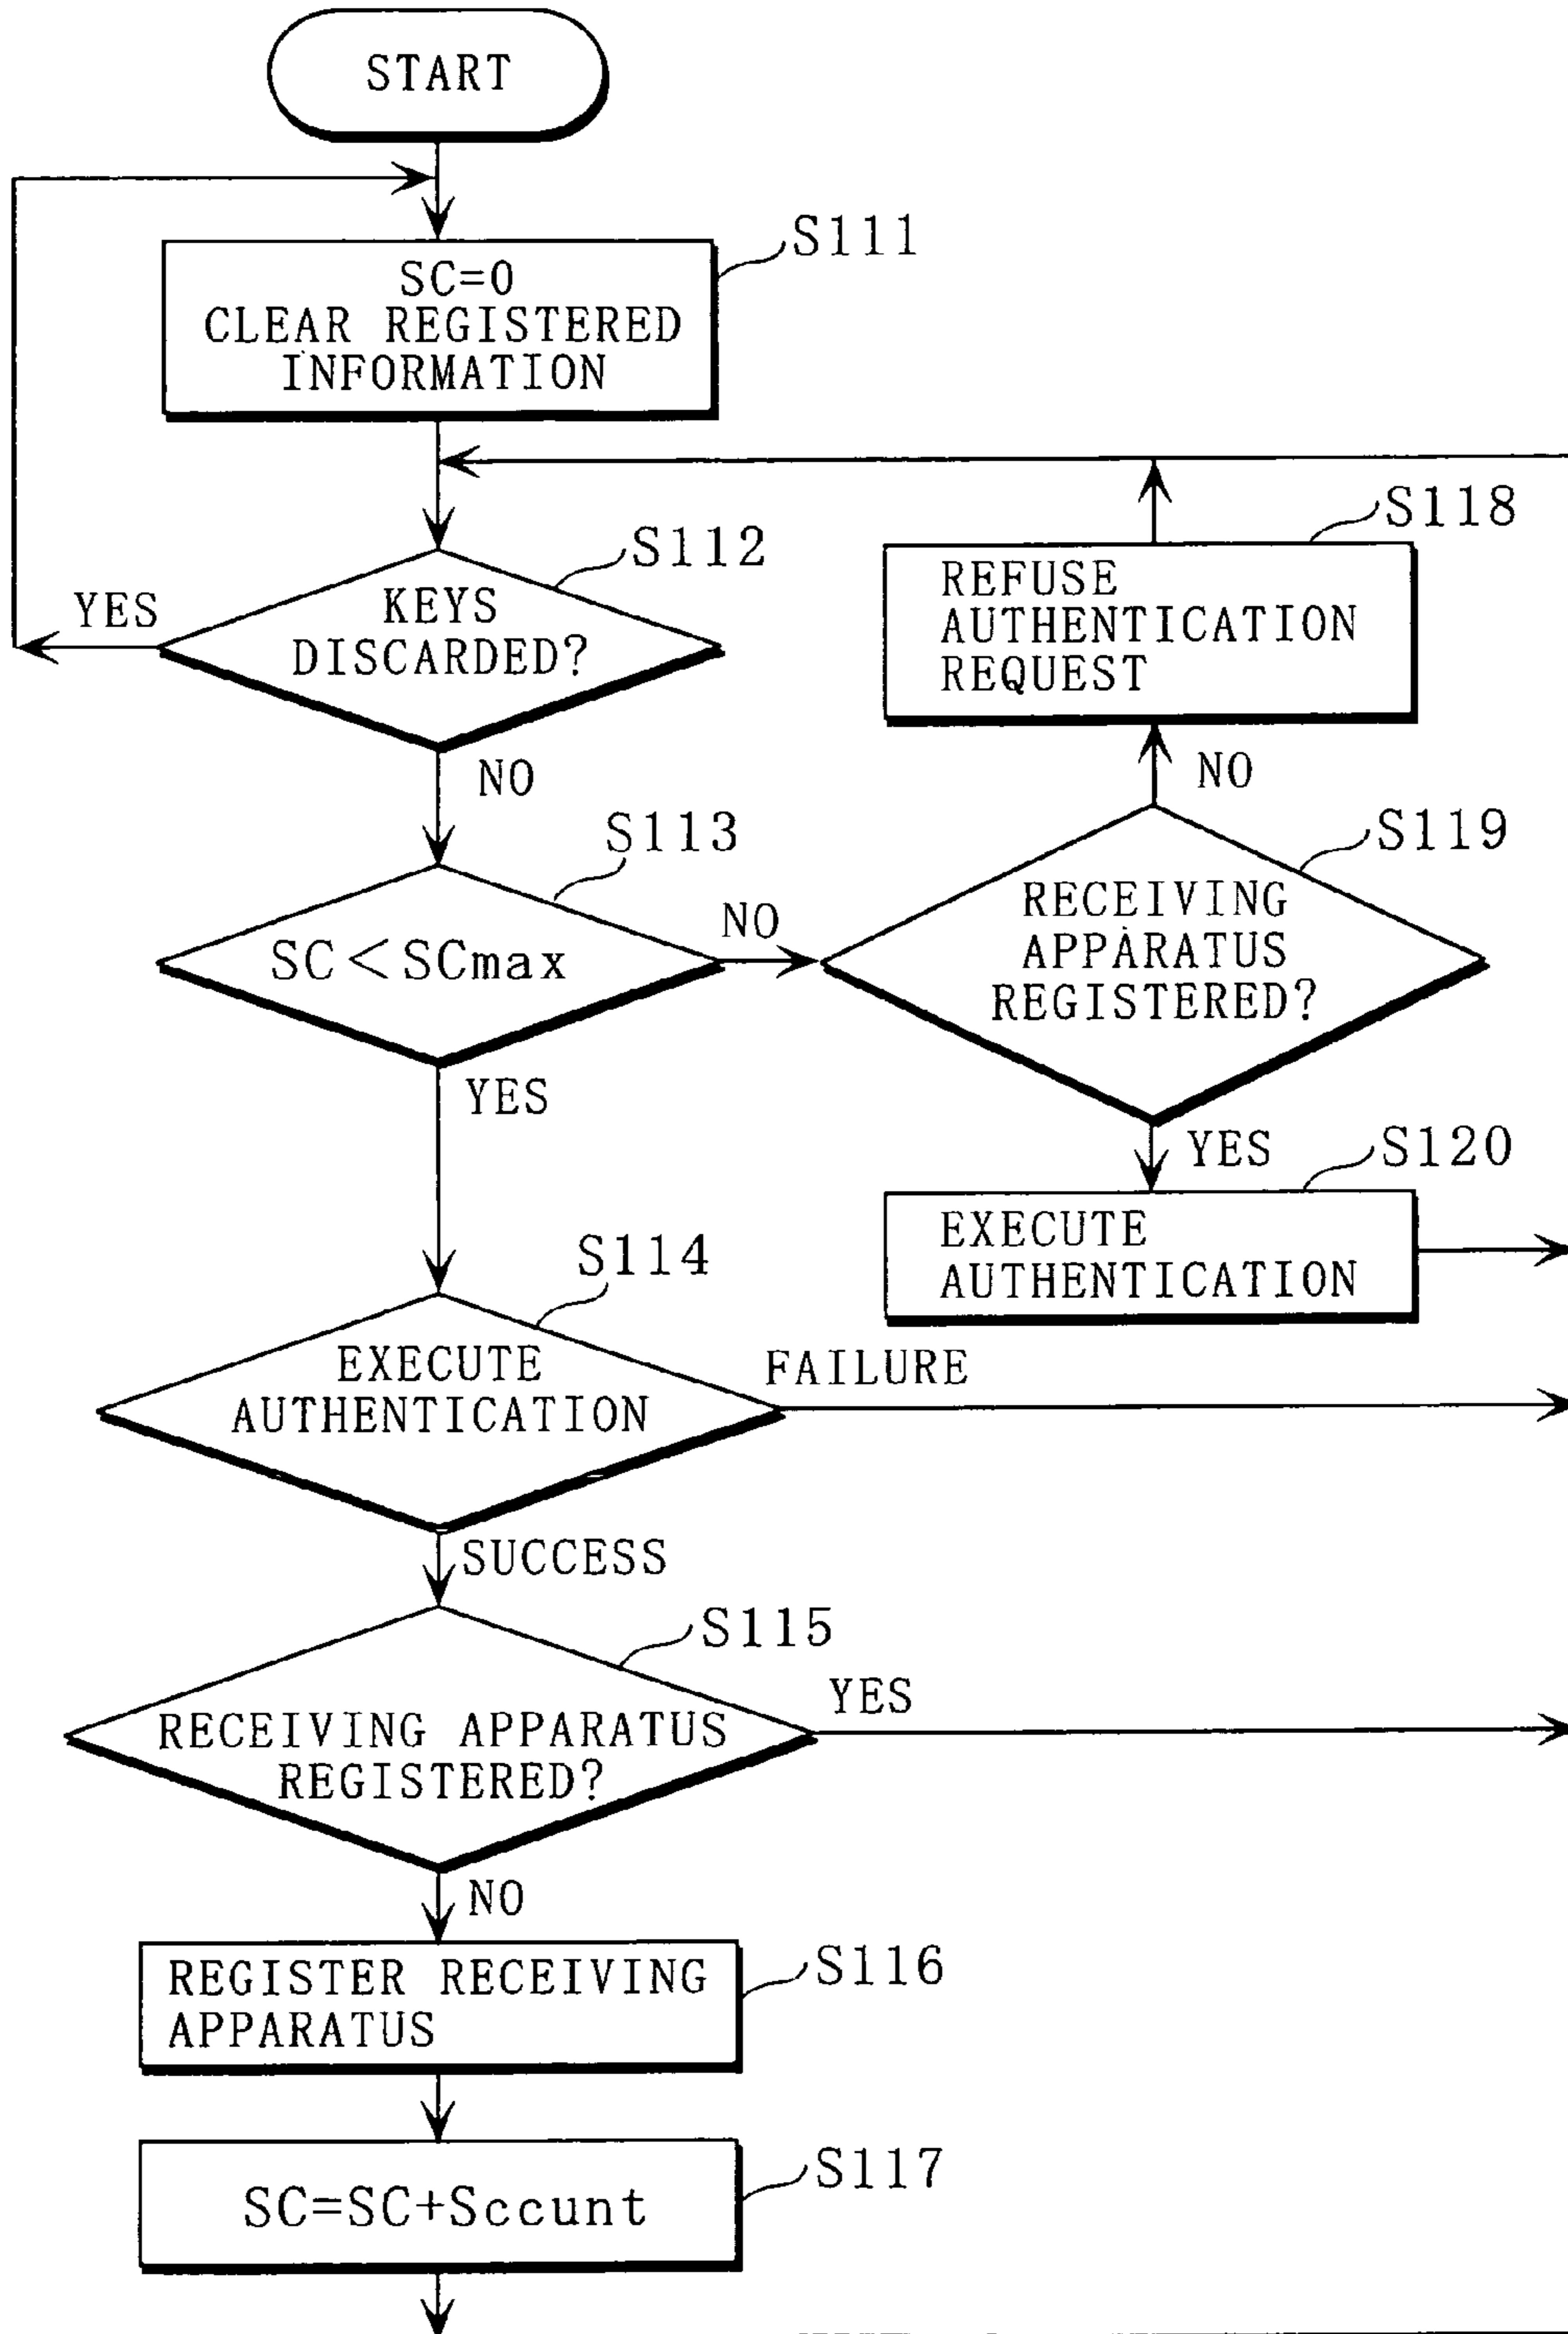 START
S111
SC=0
CLEAR REGISTERED
INFORMATION
S112
KEYS
DISCARDED?
YES
NO
S118
REFUSE
AUTHENTICATION
REQUEST
NO
S113
SC<SCmax
NO
YES
S119
RECEIVING
APPARATUS
REGISTERED?
YES
S120
EXECUTE
AUTHENTICATION
S114
EXECUTE
AUTHENTICATION
FAILURE
SUCCESS
S115
RECEIVING APPARATUS
REGISTERED?
YES
NO
S116
REGISTER RECEIVING
APPARATUS
S117
SC=SC+Sccunt